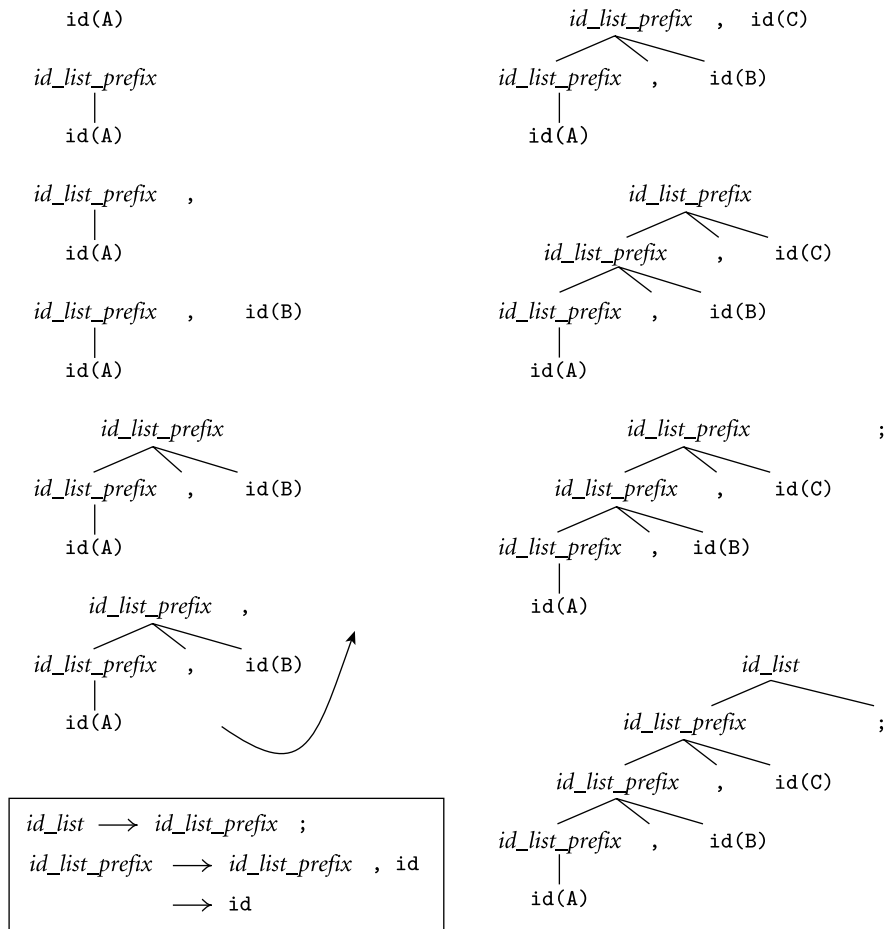 id(A)
id_list_prefix
id(A)
id_list_prefix ,
id(A)
id_list_prefix , id(B)
id(A)
id_list_prefix
id_list_prefix , id(B)
id(A)
id_list_prefix ,
id_list_prefix , id(B)
id(A)
id_list_prefix , id(C)
id_list_prefix , id(B)
id(A)
id_list_prefix
id_list_prefix , id(C)
id_list_prefix , id(B)
id(A)
id_list_prefix ;
id_list_prefix , id(C)
id_list_prefix , id(B)
id(A)
id_list
id_list_prefix ;
id_list_prefix , id(C)
id_list_prefix , id(B)
id(A)
id_list ⟶ id_list_prefix ;
id_list_prefix ⟶ id_list_prefix , id
⟶ id